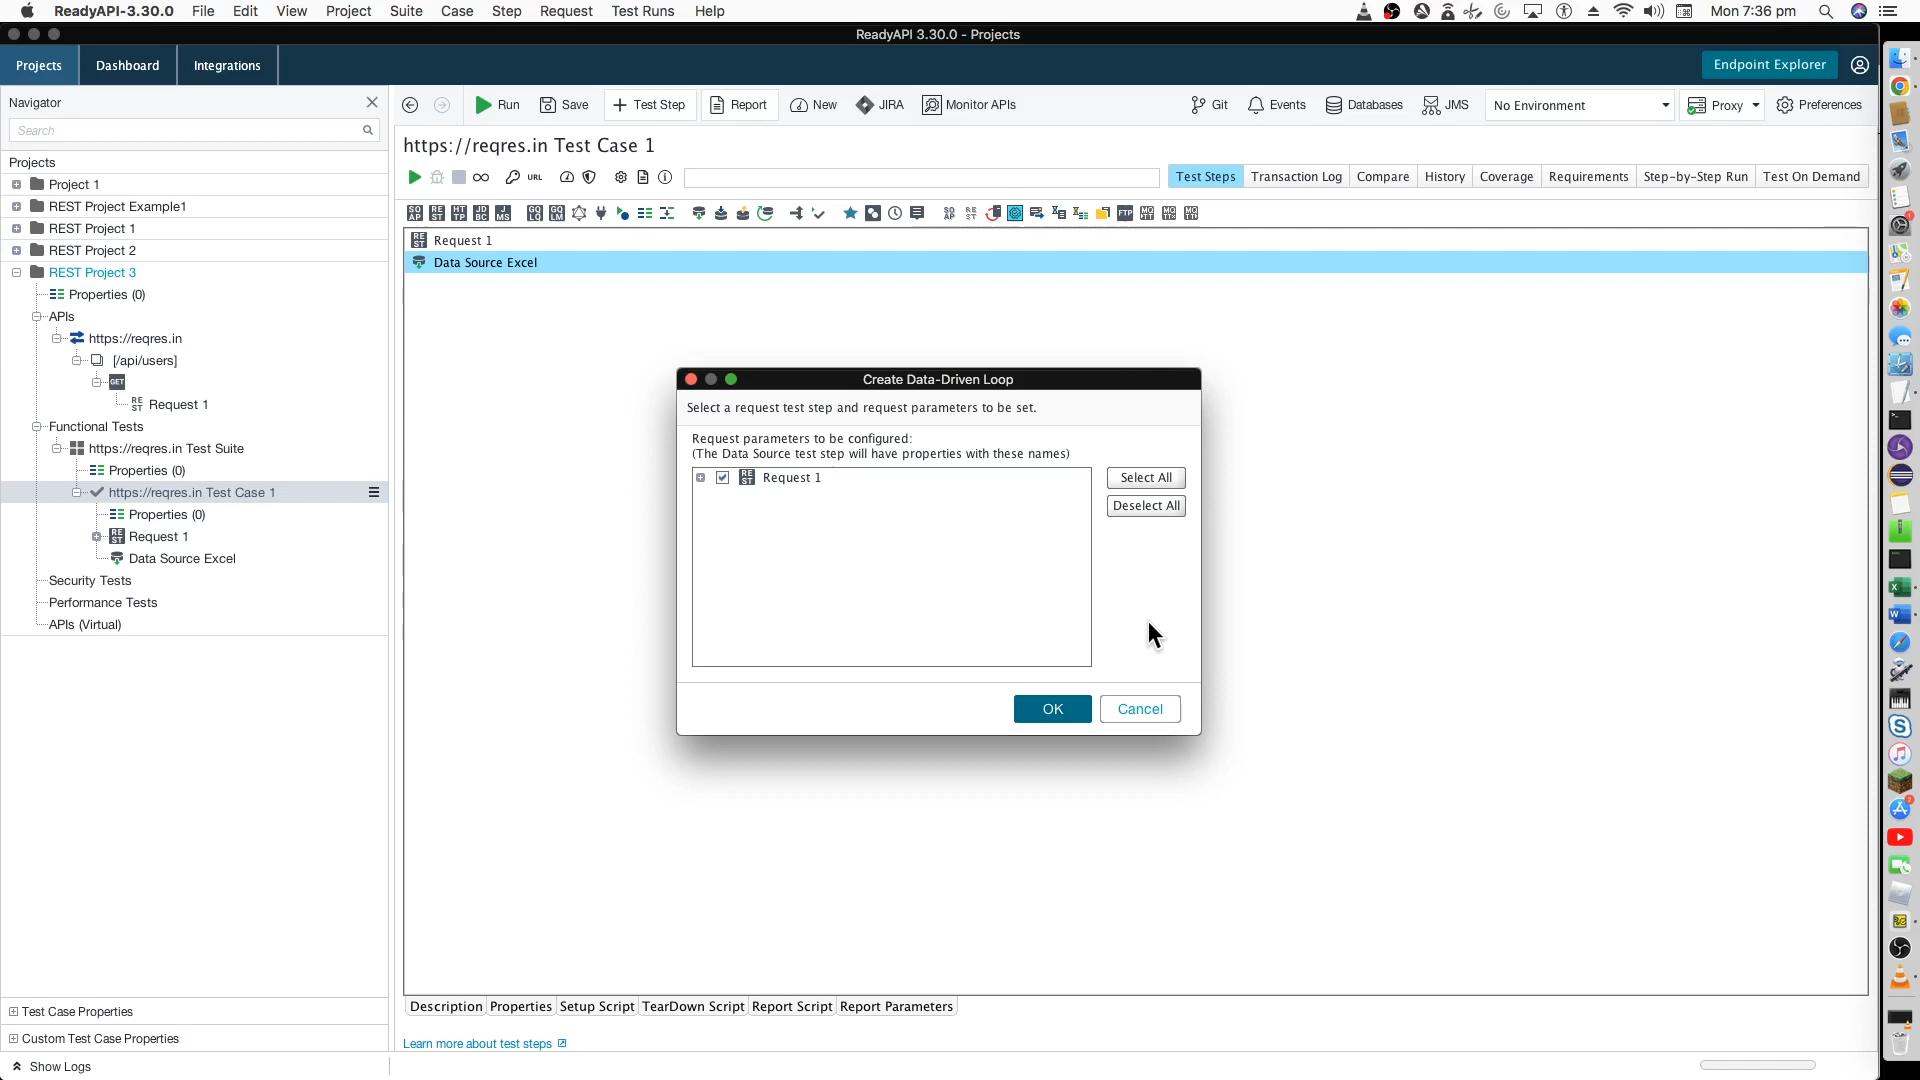 ReadyAPI-3.30.0 File Edit View Project Suite Case Step Request Test Runs Help Mon 7:36 pm
ReadyAPI 3.30.0 - Projects
Projects Dashboard Integrations Endpoint Explorer
Navigator
Run Save Test Step Report New JIRA Monitor APIs Git Events Databases JMS No Environment Proxy Preferences
Search
https://reqres.in Test Case 1
Projects
URL Test Steps Transaction Log Compare History Coverage Requirements Step-by-Step Run Test On Demand
Project 1
REST Project Example1
REST Project 1
REST Project 2
REST Project 3
Properties (0)
APIs
https://reqres.in
[/api/users]
GET
REST Request 1
Functional Tests
https://reqres.in Test Suite
Properties (0)
https://reqres.in Test Case 1
Properties (0)
REST Request 1
Data Source Excel
Security Tests
Performance Tests
APIs (Virtual)
REST Request 1
Data Source Excel
Create Data-Driven Loop
Select a request test step and request parameters to be set.
Request parameters to be configured:
(The Data Source test step will have properties with these names)
REST Request 1
Select All
Deselect All
OK Cancel
Description Properties Setup Script TearDown Script Report Script Report Parameters
Test Case Properties
Custom Test Case Properties
Learn more about test steps
Show Logs